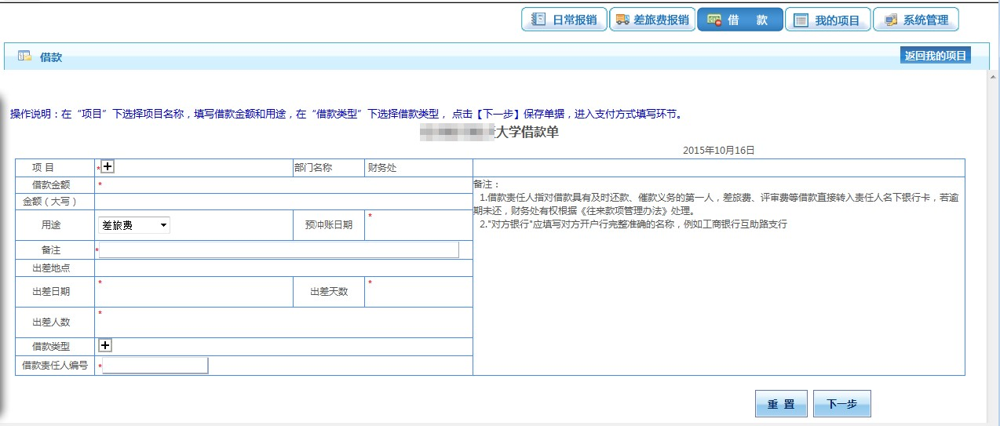 日常报销 差旅费报销 借 款 我的项目 系统管理
借款 返回我的项目
操作说明：在“项目”下选择项目名称，填写借款金额和用途，在“借款类型”下选择借款类型， 点击【下一步】保存单据，进入支付方式填写环节。
大学借款单
2015年10月16日
项 目 * 部门名称 财务处
借款金额 *
金额（大写）
用途 差旅费 预冲账日期 *
备注 *
出差地点
出差日期 * 出差天数 *
出差人数 *
借款类型
借款责任人编号 *
备注：
1.借款责任人指对借款具有及时还款、催款义务的第一人，差旅费、评审费等借款直接转入责任人名下银行卡，若逾
期未还，财务处有权根据《往来款项管理办法》处理。
2."对方银行"应填写对方开户行完整准确的名称，例如工商银行互助路支行
重 置 下一步